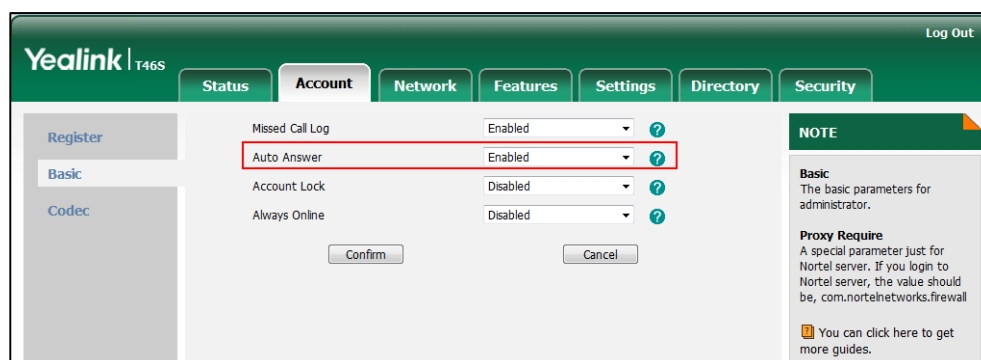 Log Out
Yealink T46S
Status Account Network Features Settings Directory Security
Register
Basic
Codec
Missed Call Log Enabled ?
Auto Answer Enabled ?
Account Lock Disabled ?
Always Online Disabled ?
Confirm Cancel
NOTE
Basic
The basic parameters for
administrator.
Proxy Require
A special parameter just for
Nortel server. If you login to
Nortel server, the value should
be, com.nortelnetworks.firewall
? You can click here to get
more guides.